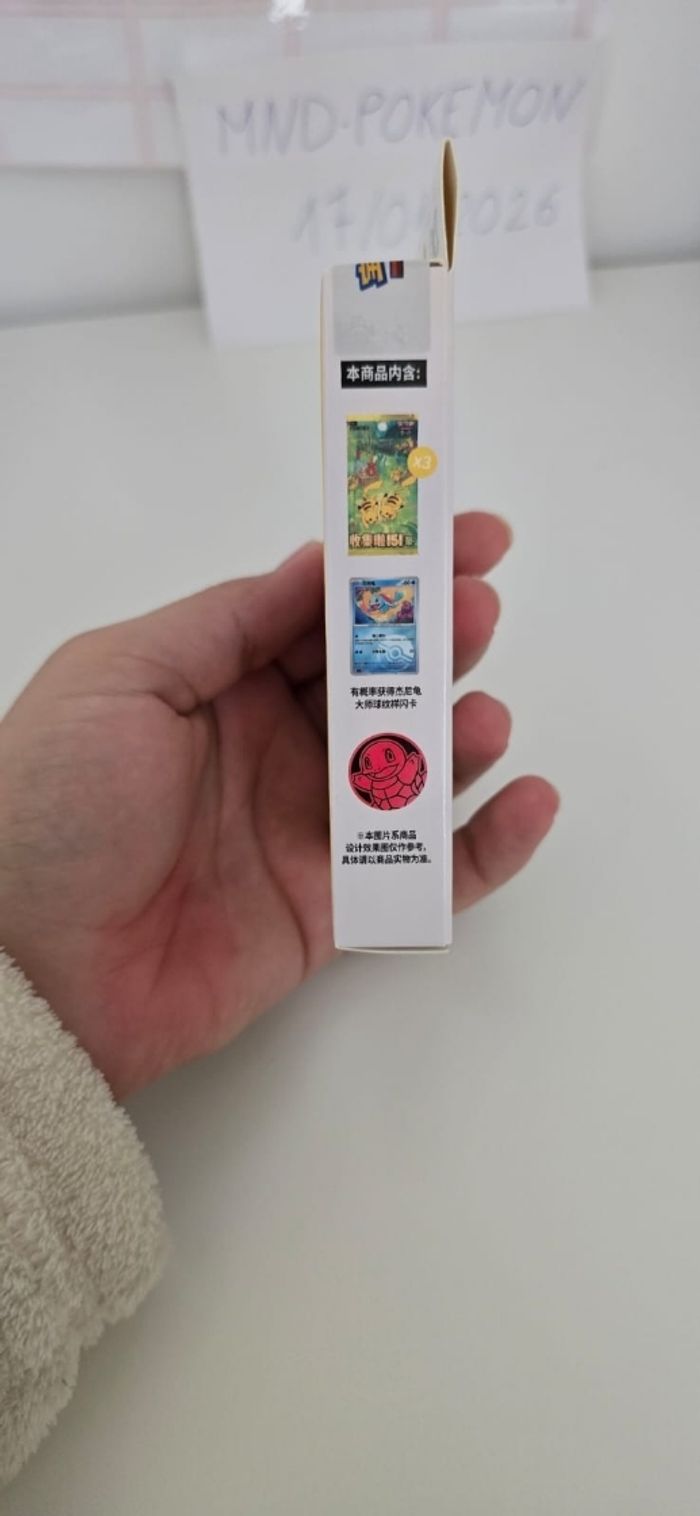 MND-POKEMON
本商品内含:
X3
收集啦151
有概率获得杰尼龟
大师球纹样闪卡
※本图片系商品
设计效果图仅作参考,
具体请以商品实物为准。